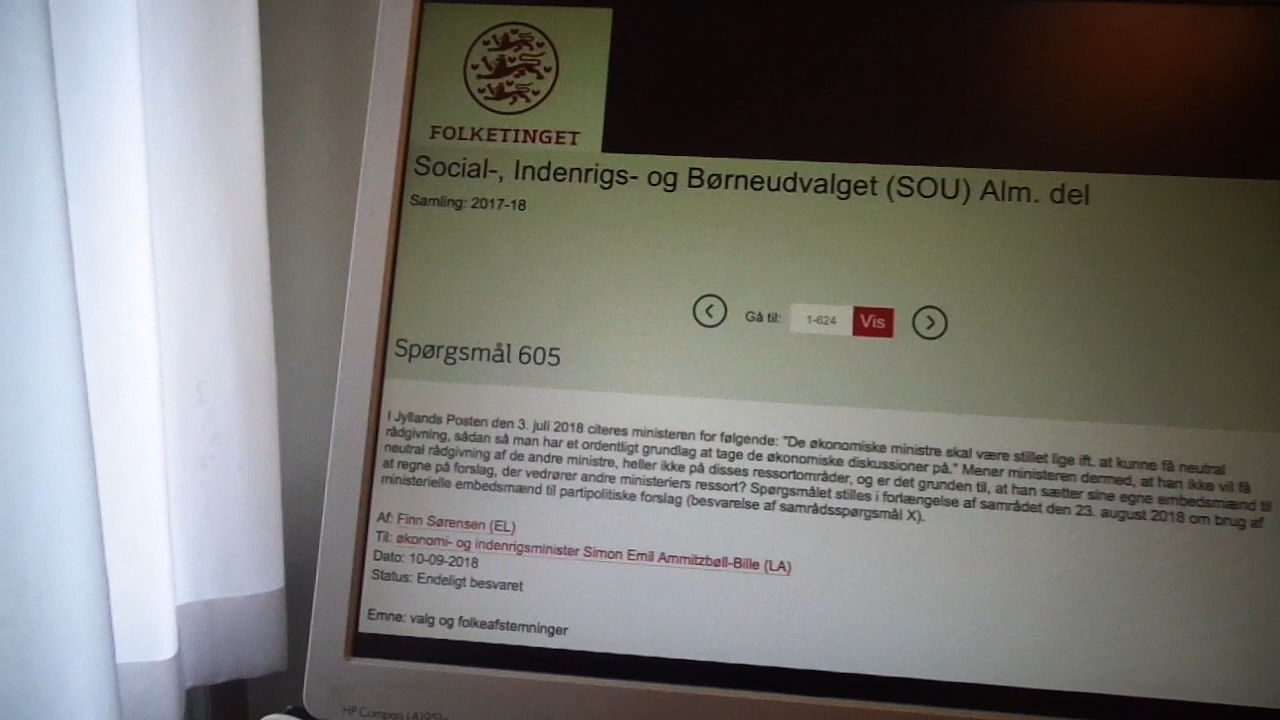 FOLKETINGET
Social-, Indenrigs- og Børneudvalget (SOU) Alm. del
Samling: 2017-18
Gå til: 1-624 Vis
Spørgsmål 605
I Jyllands Posten den 3. juli 2018 citeres ministeren for følgende: "De økonomiske ministre skal være stillet lige ift. at kunne få neutral
rådgivning, sådan så man har et ordentligt grundlag at tage de økonomiske diskussioner på." Mener ministeren dermed, at han ikke vil få
neutral rådgivning af de andre ministre, heller ikke på disses ressortområder, og er det grunden til, at han sætter sine egne embedsmænd til
at regne på forslag, der vedrører andre ministeriers ressort? Spørgsmålet stilles i forlængelse af samrådet den 23. august 2018 om brug af
ministerielle embedsmænd til partipolitiske forslag (besvarelse af samrådsspørgsmål X).
Af: Finn Sørensen (EL)
Til: økonomi- og indenrigsminister Simon Emil Ammitzbøll-Bille (LA)
Dato: 10-09-2018
Status: Endeligt besvaret
Emne: valg og folkeafstemninger
HP Compaq